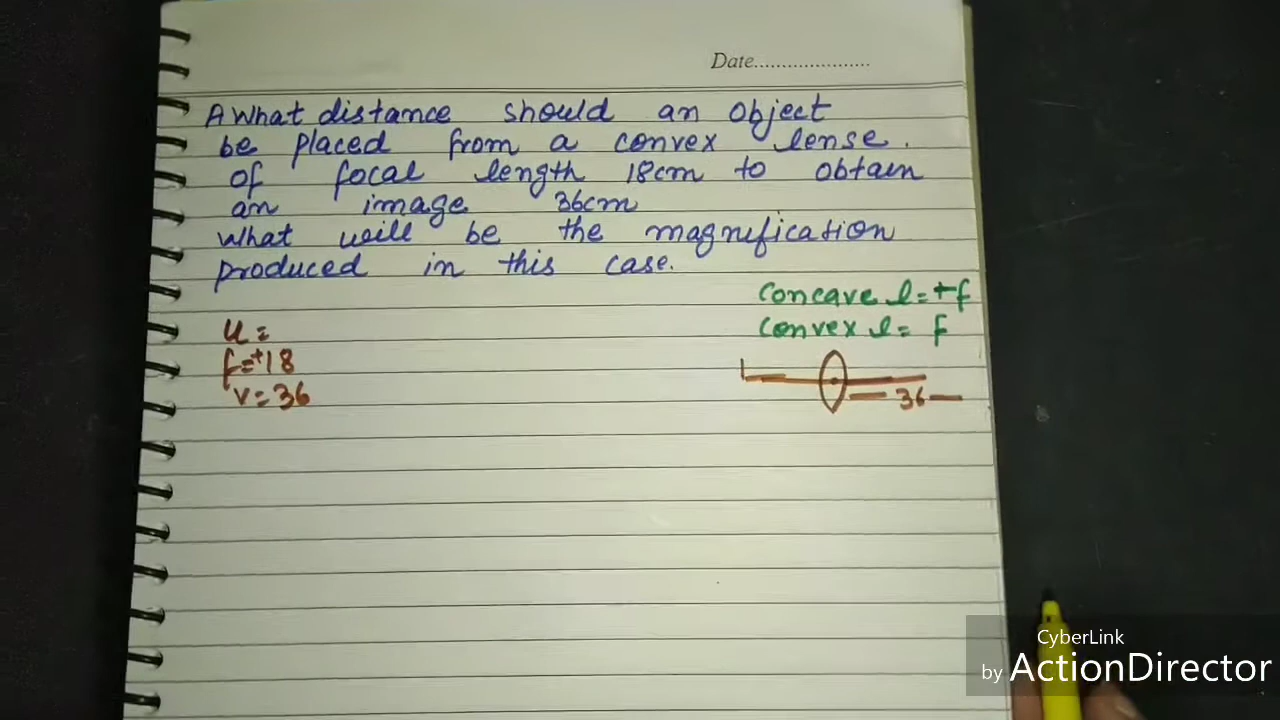 Date.....................
A What distance should an object
be placed from a convex lense.
of focal length 18cm to obtain
an image 36cm
what will be the magnification
produced in this case.
concave l = +f
convex l = f
u =
f = +18
v = 36
36
CyberLink
by ActionDirector